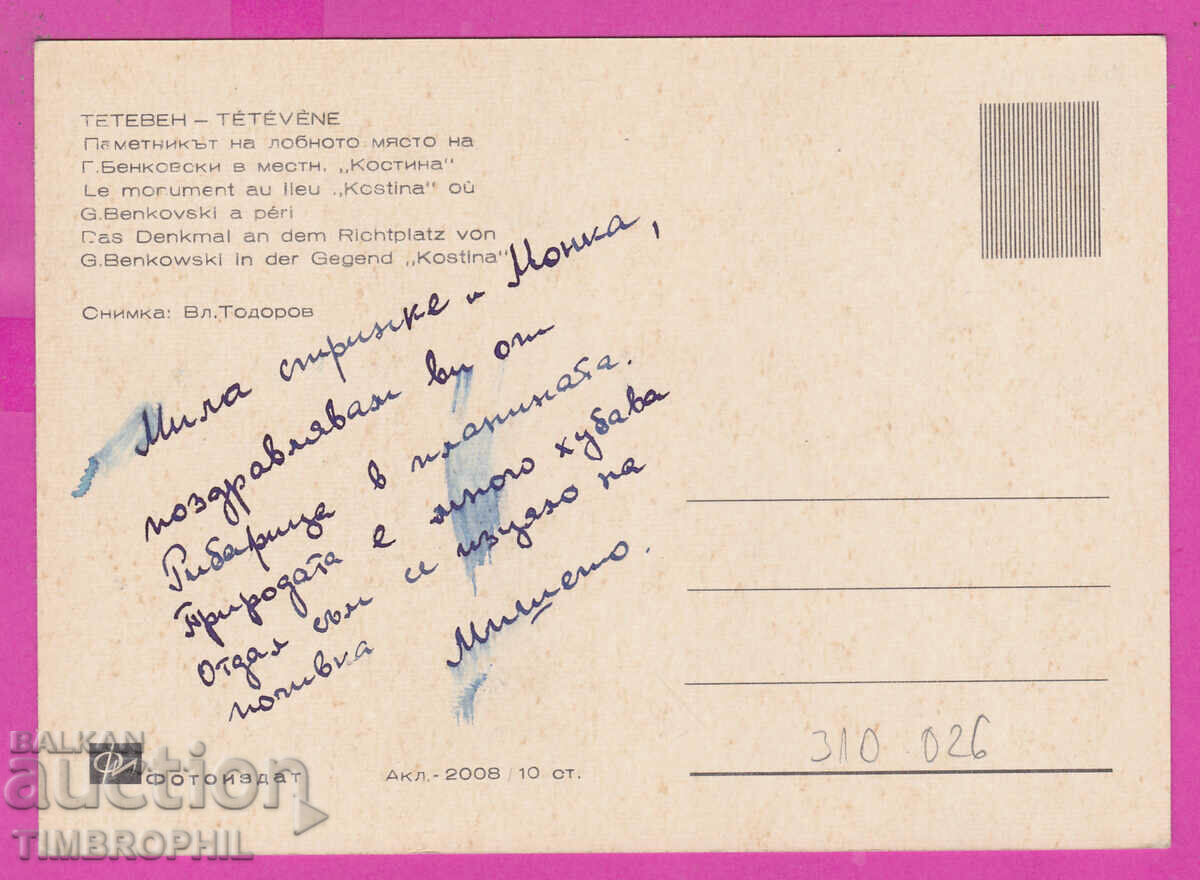 ТЕТЕВЕН – TÉTÉVÈNE
Паметникът на лобното място на
Г.Бенковски в местн. „Костина"
Le monument au lieu „Kostina" où
G.Benkovski a péri
Das Denkmal an dem Richtplatz von
G.Benkowski in der Gegend „Kostina"
Снимка: Вл.Тодоров
Мила стринке и Монка,
поздравлявам ви от
Рибарица в планината.
Природата е много хубава
Отдал съм се изцяло на
почивка Мишето.
310 026
Фотоиздат
Акл.-2008/10 ст.
BALKAN
auction
TIMBROPHIL